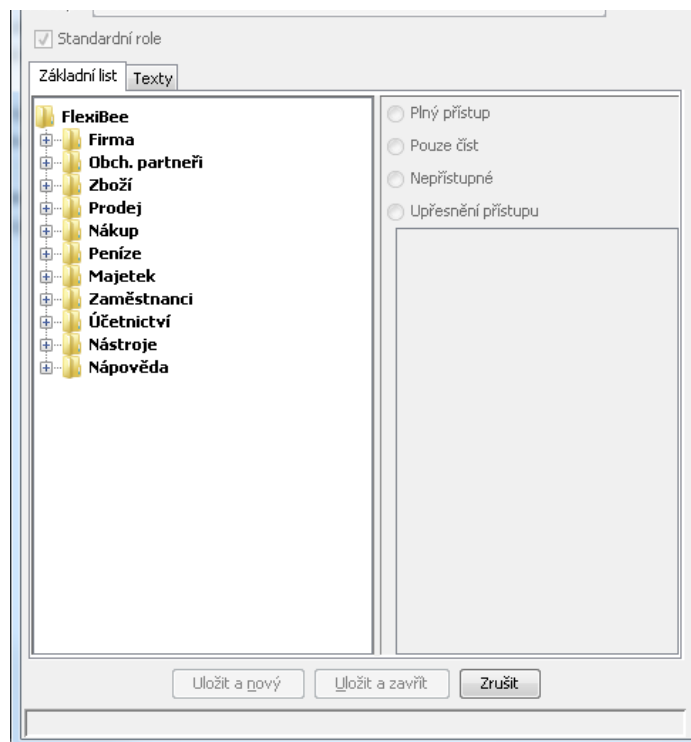 Standardní role
Základní list
Texty
FlexiBee
Firma
Obch. partneři
Zboží
Prodej
Nákup
Peníze
Majetek
Zaměstnanci
Účetnictví
Nástroje
Nápověda
Plný přístup
Pouze číst
Nepřístupné
Upřesnění přístupu
Uložit a nový
Uložit a zavřít
Zrušit